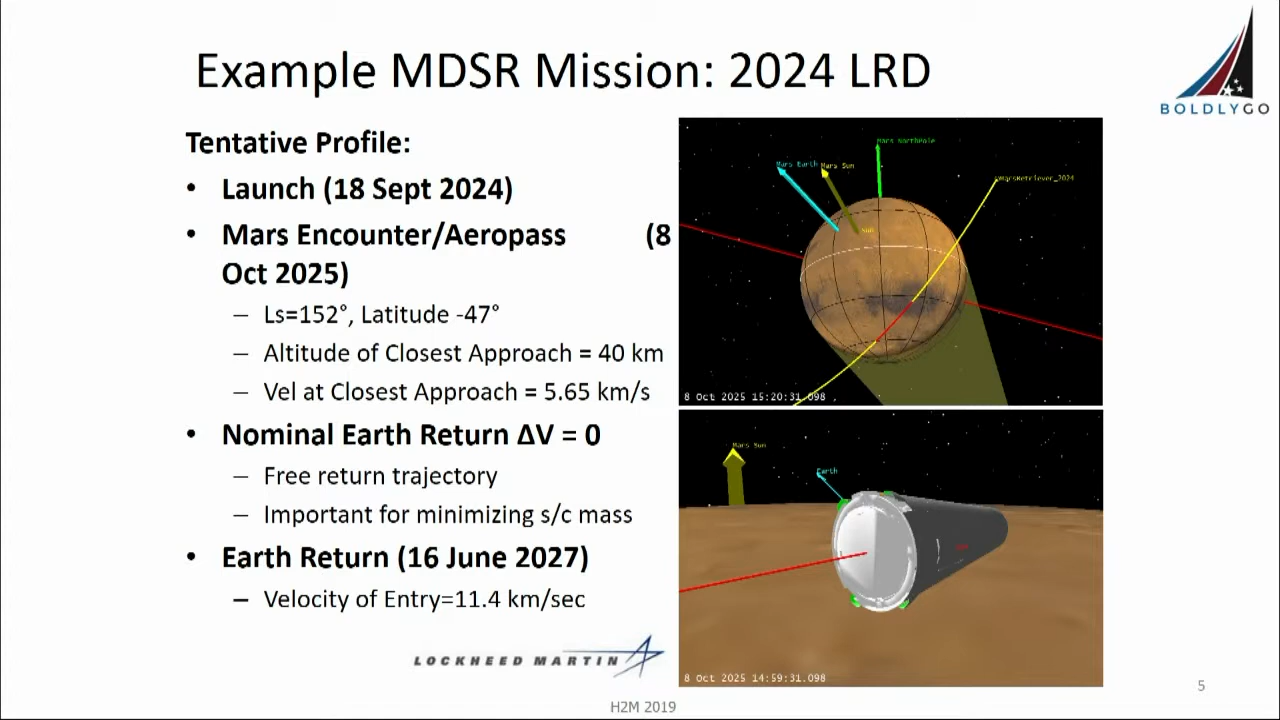 Example MDSR Mission: 2024 LRD
BOLDLYGO
Tentative Profile:
• Launch (18 Sept 2024)
• Mars Encounter/Aeropass (8
Oct 2025)
– Ls=152°, Latitude -47°
– Altitude of Closest Approach = 40 km
– Vel at Closest Approach = 5.65 km/s
• Nominal Earth Return ΔV = 0
– Free return trajectory
– Important for minimizing s/c mass
• Earth Return (16 June 2027)
– Velocity of Entry=11.4 km/sec
LOCKHEED MARTIN
Mars NorthPole
Mars Earth
Mars Sun
MarsRetriever_2024
Sun
8 Oct 2025 15:20:31.098
Mars Sun
Earth
8 Oct 2025 14:59:31.098
5
H2M 2019